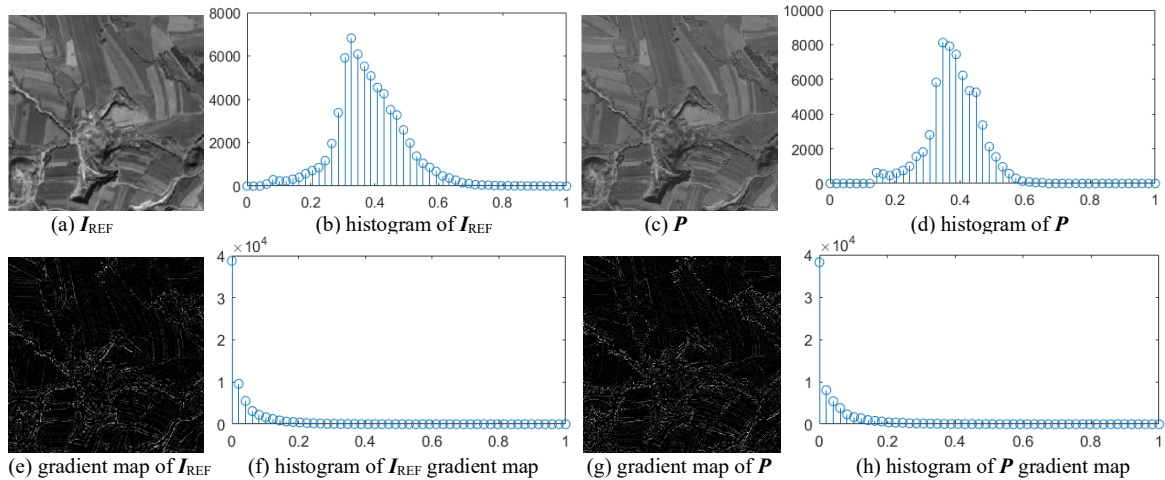 8000
6000
4000
2000
0
0 0.2 0.4 0.6 0.8 1
10000
8000
6000
4000
2000
0
0 0.2 0.4 0.6 0.8 1
(a) I_REF
(b) histogram of I_REF
(c) P
(d) histogram of P
× 10^4
4
3
2
1
0
0 0.2 0.4 0.6 0.8 1
× 10^4
4
3
2
1
0
0 0.2 0.4 0.6 0.8 1
(e) gradient map of I_REF
(f) histogram of I_REF gradient map
(g) gradient map of P
(h) histogram of P gradient map